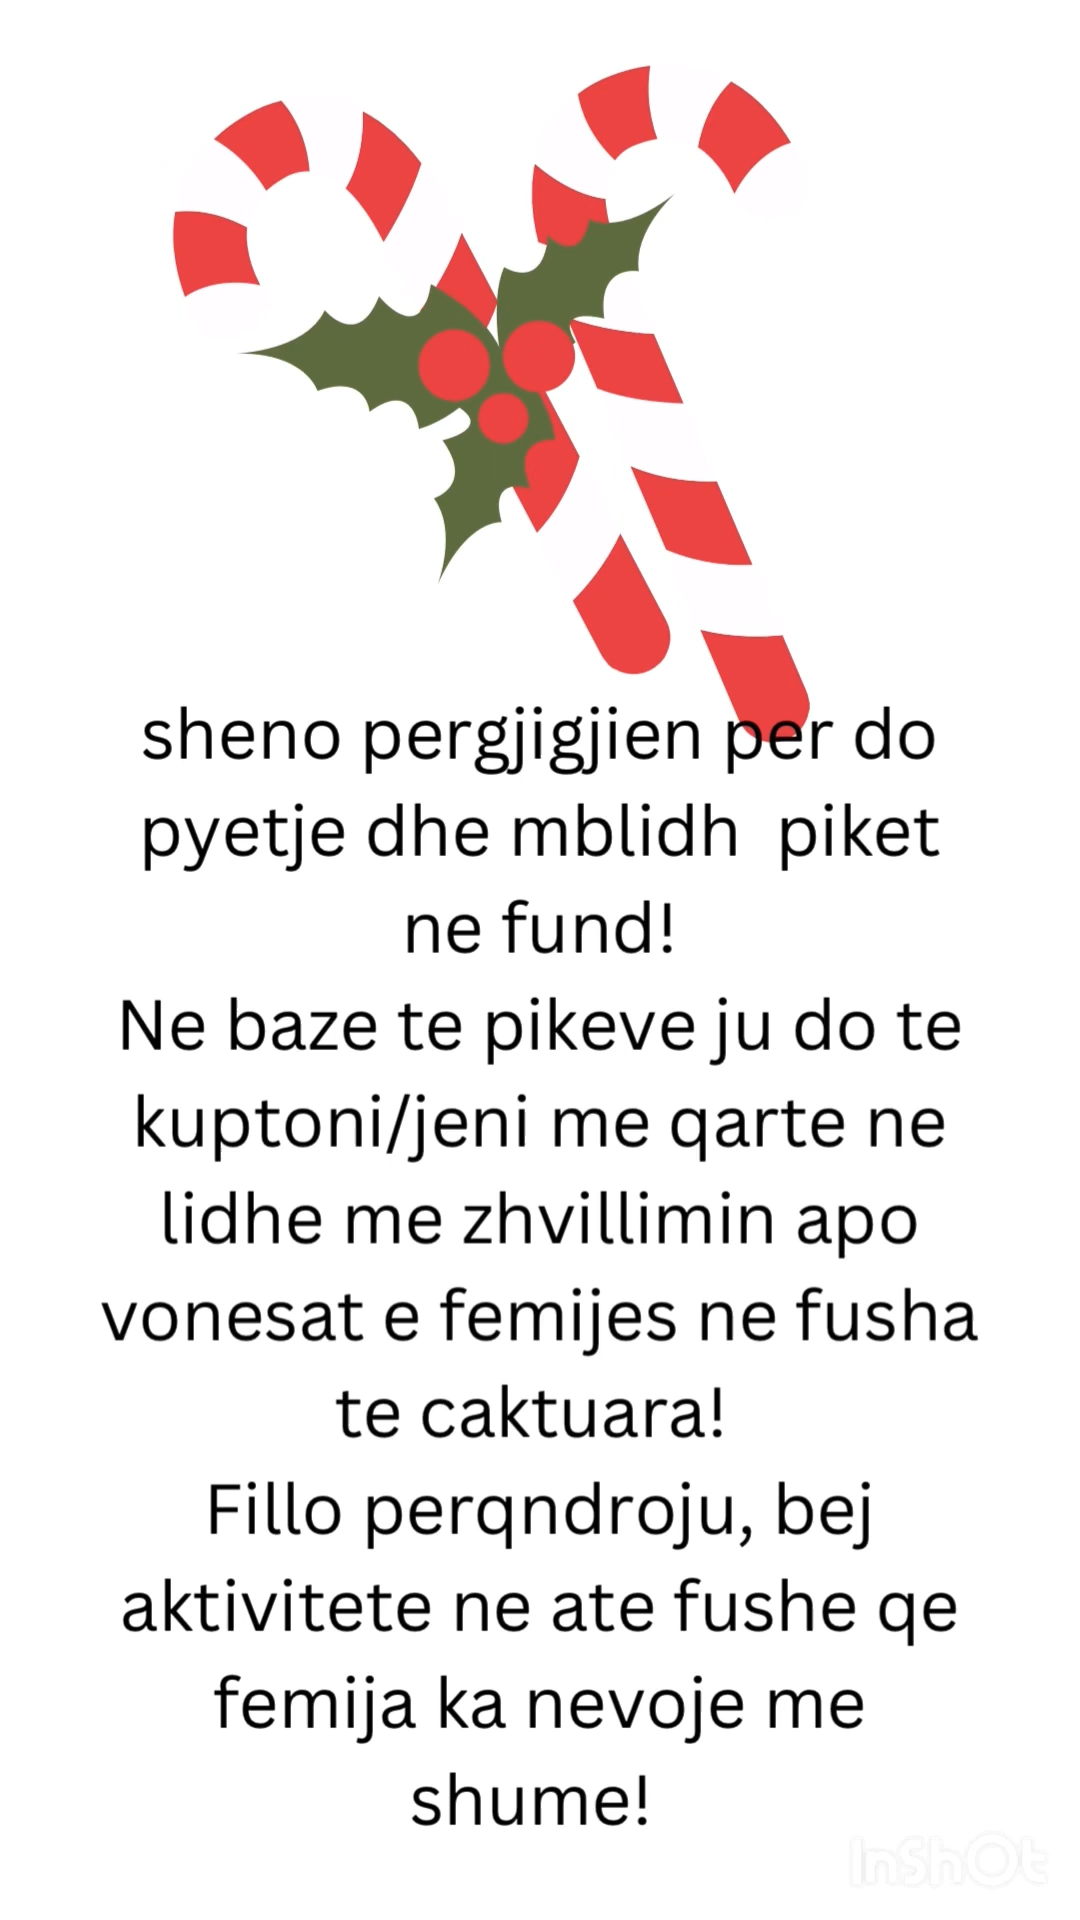 sheno pergjigjien per do
pyetje dhe mblidh piket
ne fund!
Ne baze te pikeve ju do te
kuptoni/jeni me qarte ne
lidhe me zhvillimin apo
vonesat e femijes ne fusha
te caktuara!
Fillo perqndroju, bej
aktivitete ne ate fushe qe
femija ka nevoje me
shume!
InShOt